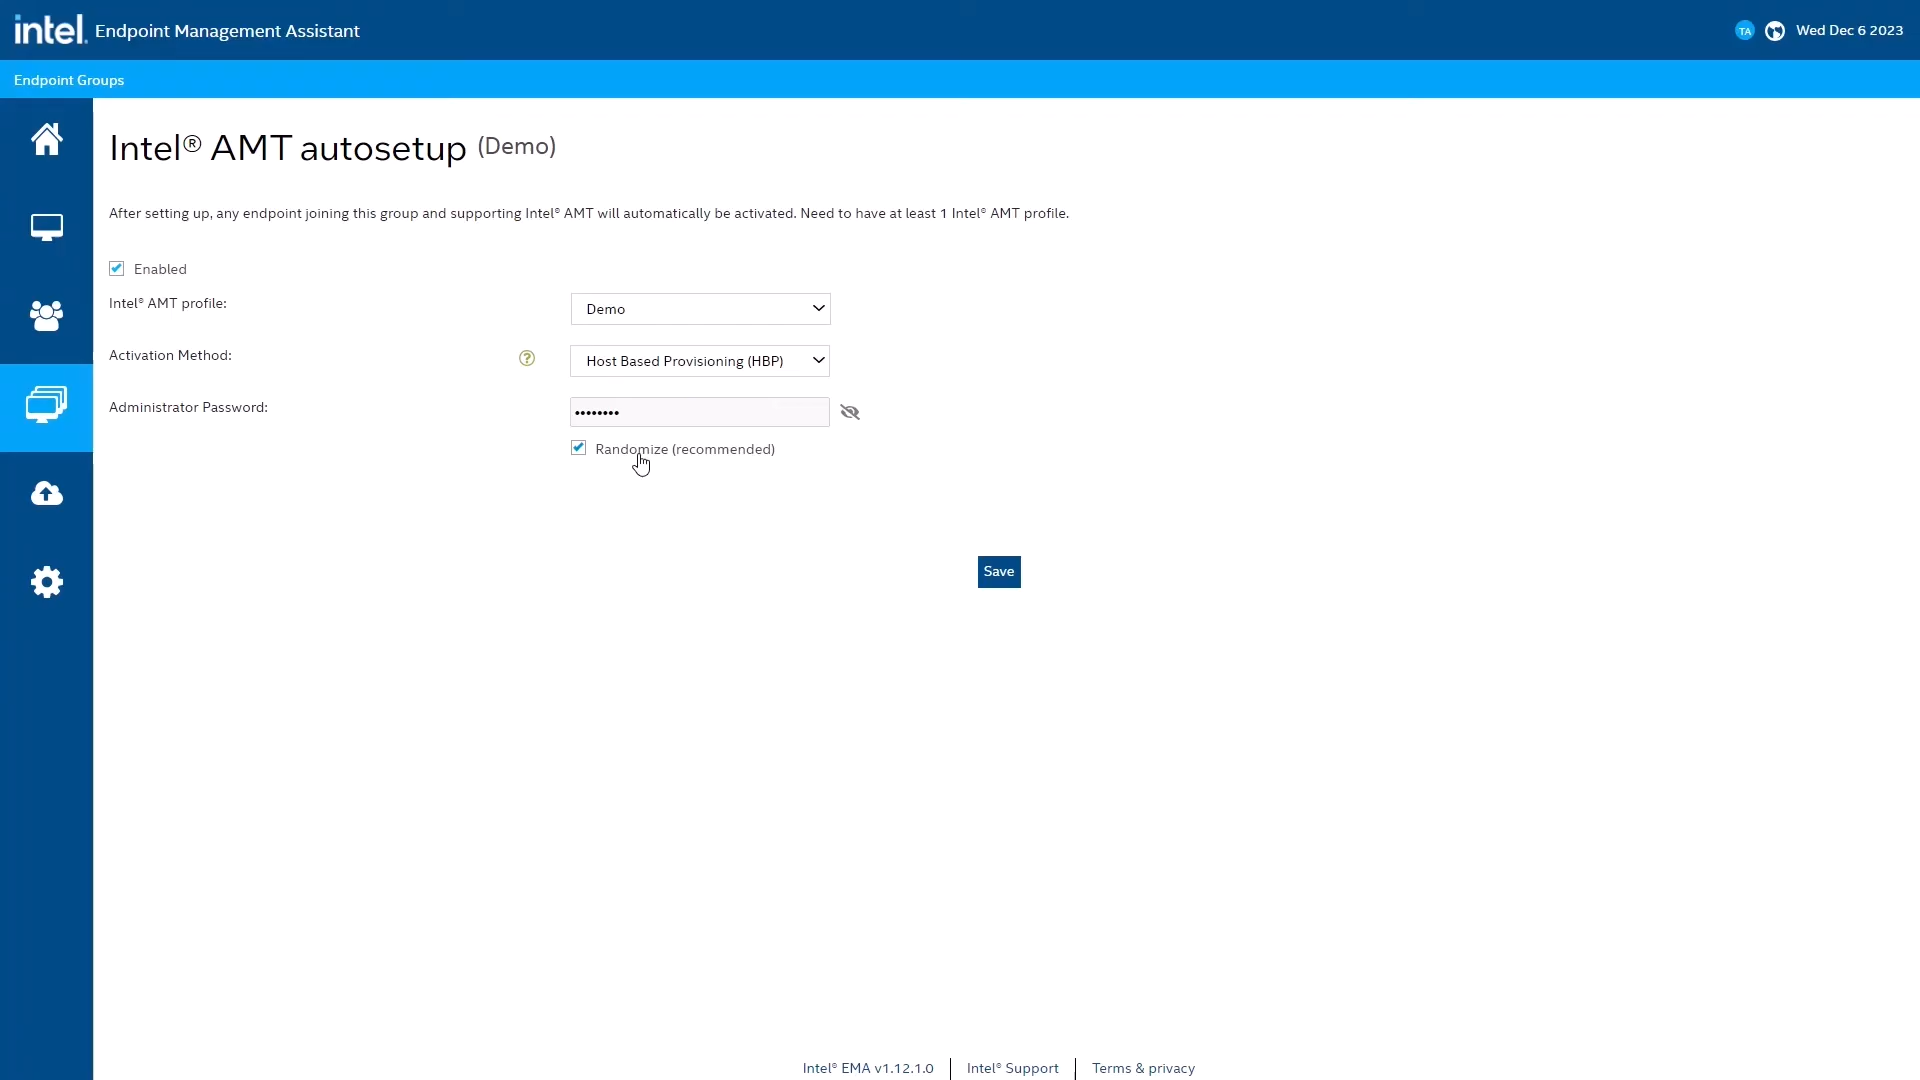 intel. Endpoint Management Assistant
TA Wed Dec 6 2023
Endpoint Groups
Intel® AMT autosetup (Demo)
After setting up, any endpoint joining this group and supporting Intel® AMT will automatically be activated. Need to have at least 1 Intel® AMT profile.
Enabled
Intel® AMT profile: Demo
Activation Method: ? Host Based Provisioning (HBP)
Administrator Password: ••••••••
Randomize (recommended)
Save
Intel® EMA v1.12.1.0 Intel® Support Terms & privacy